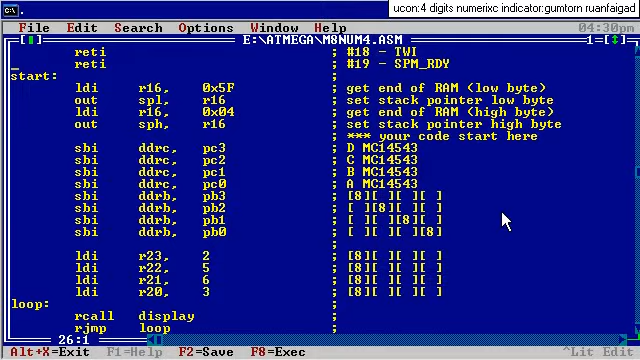 ucon:4 digits numerixc indicator:gumtorn ruanfaigad
C:\ .
File Edit Search Options Window Help 04:30pm
[■] E:\ATMEGA\M8NUM4.ASM 1=[↕]
reti ; #18 - TWI
reti ; #19 - SPM_RDY
start:
ldi r16, 0x5F ; get end of RAM (low byte)
out spl, r16 ; set stack pointer low byte
ldi r16, 0x04 ; get end of RAM (high byte)
out sph, r16 ; set stack pointer high byte
; *** your code start here
sbi ddrc, pc3 ; D MC14543
sbi ddrc, pc2 ; C MC14543
sbi ddrc, pc1 ; B MC14543
sbi ddrc, pc0 ; A MC14543
sbi ddrb, pb3 ; [8][ ][ ][ ]
sbi ddrb, pb2 ; [ ][8][ ][ ]
sbi ddrb, pb1 ; [ ][ ][8][ ]
sbi ddrb, pb0 ; [ ][ ][ ][8]
;
ldi r23, 2 ; [8][ ][ ][ ]
ldi r22, 5 ; [8][ ][ ][ ]
ldi r21, 6 ; [8][ ][ ][ ]
ldi r20, 3 ; [8][ ][ ][ ]
loop: ;
rcall display ;
rjmp loop ;
26:1
Alt+X=Exit F1=Help F2=Save F8=Exec ^Lit Edit